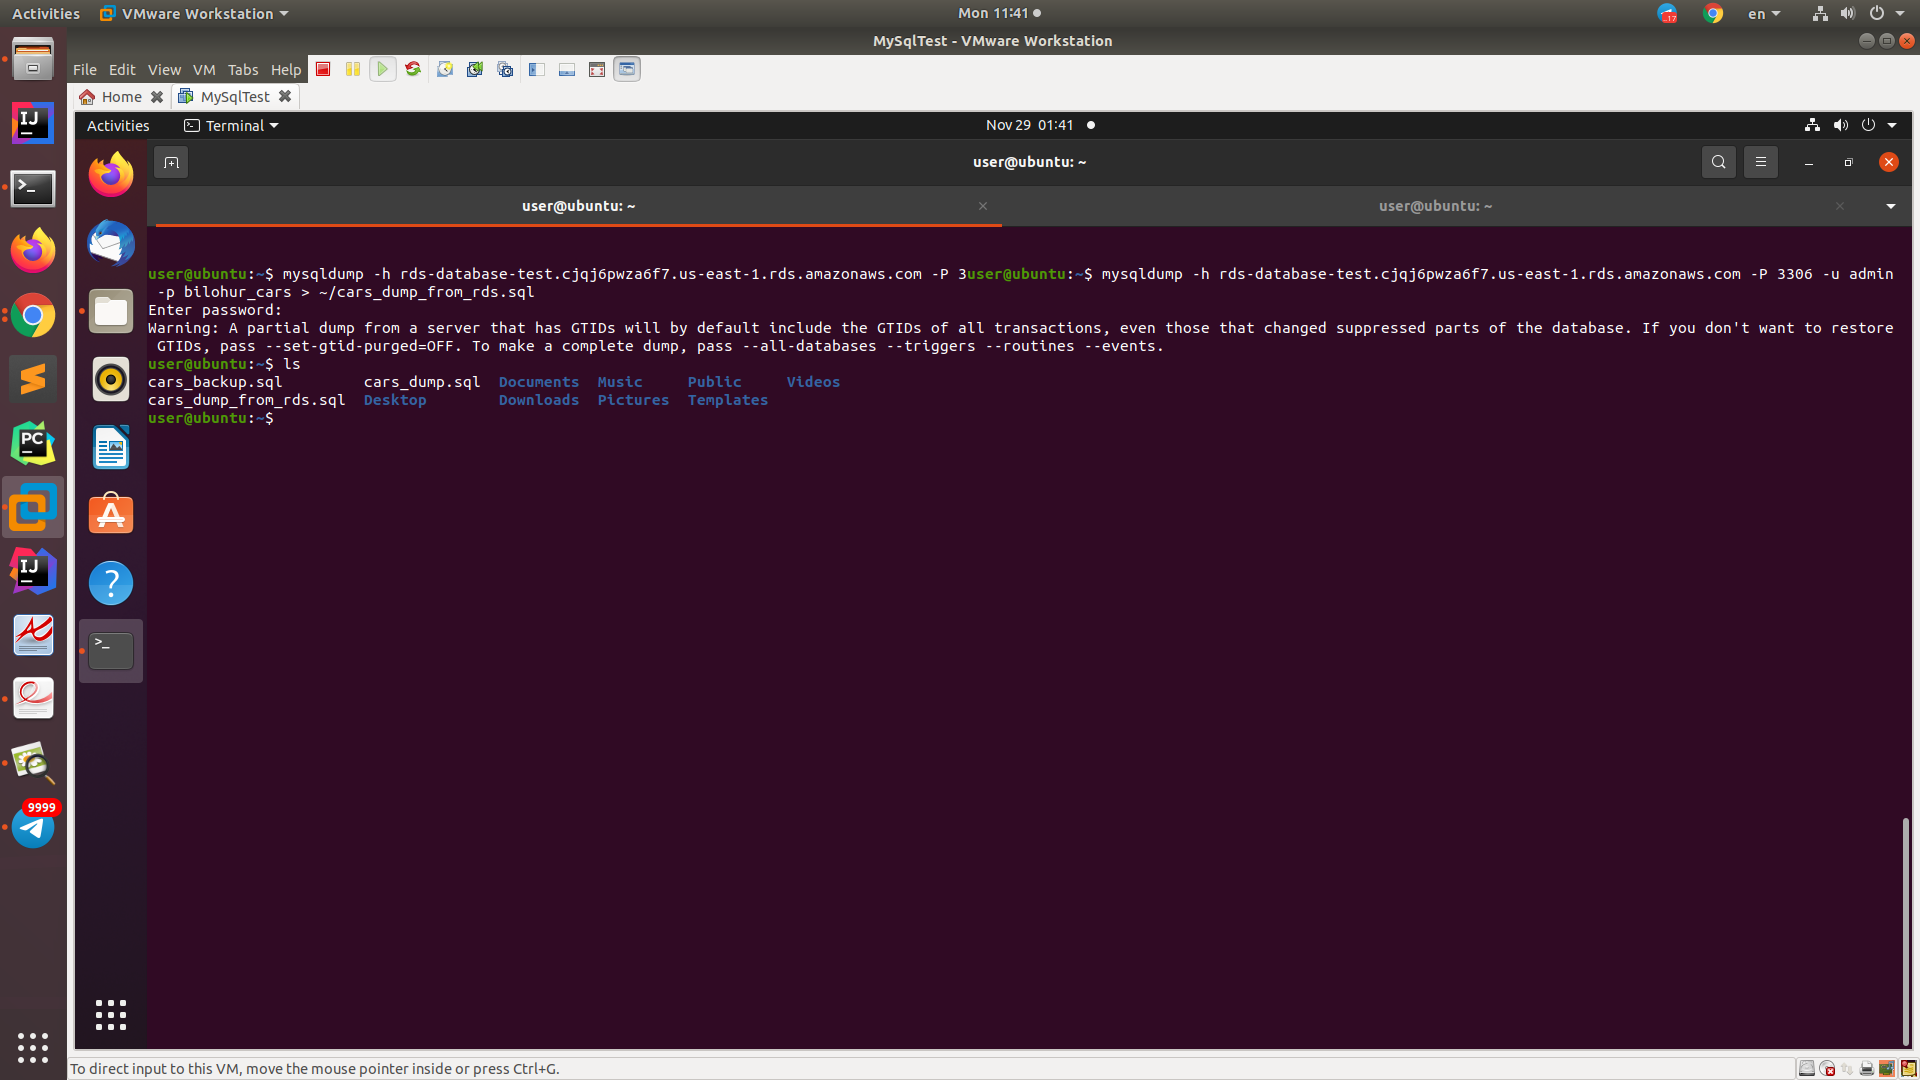 Activities VMware Workstation Mon 11:41 en
17
MySqlTest - VMware Workstation
File Edit View VM Tabs Help
Home MySqlTest
Activities Terminal Nov 29 01:41
user@ubuntu: ~
user@ubuntu: ~ user@ubuntu: ~
user@ubuntu:~$ mysqldump -h rds-database-test.cjqj6pwza6f7.us-east-1.rds.amazonaws.com -P 3user@ubuntu:~$ mysqldump -h rds-database-test.cjqj6pwza6f7.us-east-1.rds.amazonaws.com -P 3306 -u admin
-p bilohur_cars > ~/cars_dump_from_rds.sql
Enter password:
Warning: A partial dump from a server that has GTIDs will by default include the GTIDs of all transactions, even those that changed suppressed parts of the database. If you don't want to restore
GTIDs, pass --set-gtid-purged=OFF. To make a complete dump, pass --all-databases --triggers --routines --events.
user@ubuntu:~$ ls
cars_backup.sql cars_dump.sql Documents Music Public Videos
cars_dump_from_rds.sql Desktop Downloads Pictures Templates
user@ubuntu:~$
IJ
PC
IJ
9999
To direct input to this VM, move the mouse pointer inside or press Ctrl+G.